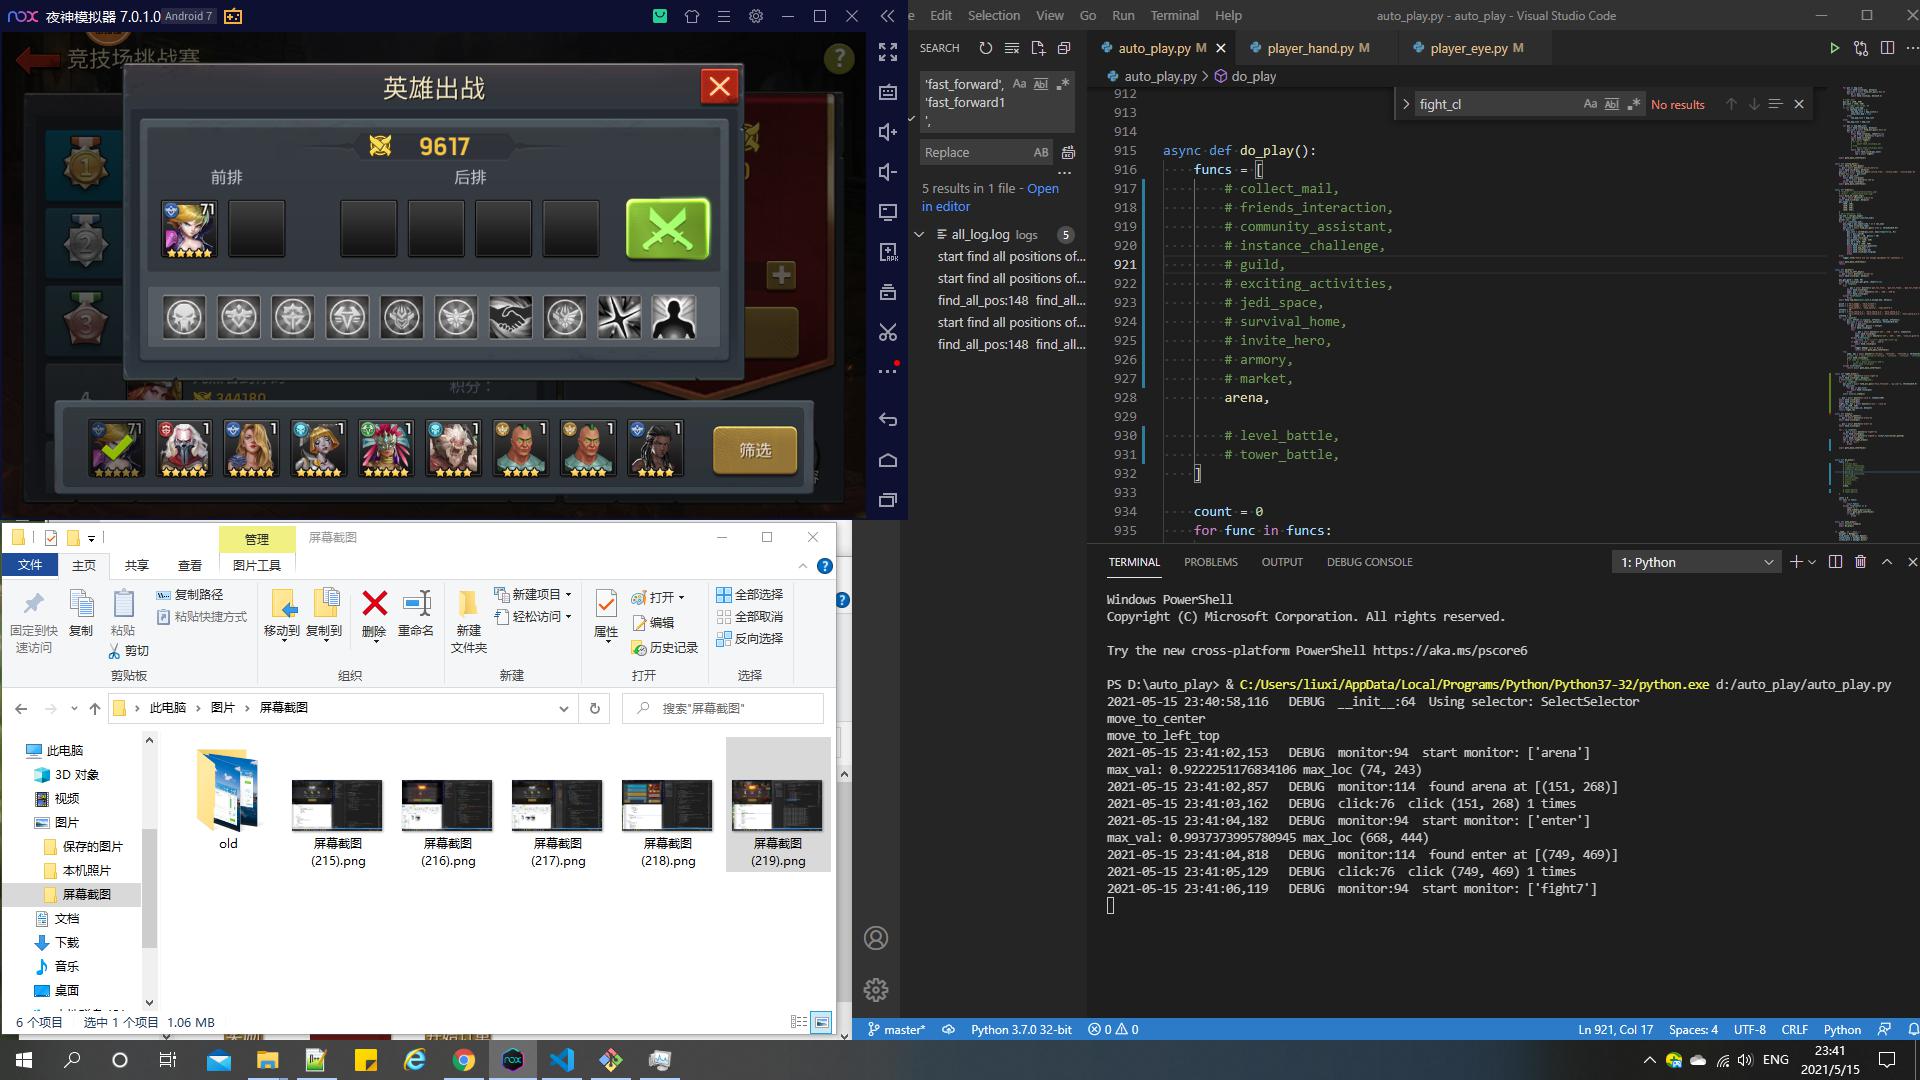 nox 夜神模拟器 7.0.1.0 Android 7
竞技场挑战赛
英雄出战
9617
前排
后排
71
71
1
1
1
1
1
1
1
1
筛选
344180
积分：
e Edit Selection View Go Run Terminal Help
auto_play.py - auto_play - Visual Studio Code
SEARCH
'fast_forward',
'fast_forward1
',
Replace
AB
5 results in 1 file - Open
in editor
all_log.log logs 5
start find all positions of...
start find all positions of...
find_all_pos:148 find_all...
start find all positions of...
find_all_pos:148 find_all...
auto_play.py M
player_hand.py M
player_eye.py M
auto_play.py > do_play
fight_cl
Aa Abl .*
No results
912
913
914
915 async def do_play():
916 funcs = [
917 # collect_mail,
918 # friends_interaction,
919 # community_assistant,
920 # instance_challenge,
921 # guild,
922 # exciting_activities,
923 # jedi_space,
924 # survival_home,
925 # invite_hero,
926 # armory,
927 # market,
928 arena,
929
930 # level_battle,
931 # tower_battle,
932 ]
933
934 count = 0
935 for func in funcs:
TERMINAL PROBLEMS OUTPUT DEBUG CONSOLE
1: Python
Windows PowerShell
Copyright (C) Microsoft Corporation. All rights reserved.
Try the new cross-platform PowerShell https://aka.ms/pscore6
PS D:\auto_play> & C:/Users/liuxi/AppData/Local/Programs/Python/Python37-32/python.exe d:/auto_play/auto_play.py
2021-05-15 23:40:58,116 DEBUG __init__:64 Using selector: SelectSelector
move_to_center
move_to_left_top
2021-05-15 23:41:02,153 DEBUG monitor:94 start monitor: ['arena']
max_val: 0.9222251176834106 max_loc (74, 243)
2021-05-15 23:41:02,857 DEBUG monitor:114 found arena at [(151, 268)]
2021-05-15 23:41:03,162 DEBUG click:76 click (151, 268) 1 times
2021-05-15 23:41:04,182 DEBUG monitor:94 start monitor: ['enter']
max_val: 0.9937373995780945 max_loc (668, 444)
2021-05-15 23:41:04,818 DEBUG monitor:114 found enter at [(749, 469)]
2021-05-15 23:41:05,129 DEBUG click:76 click (749, 469) 1 times
2021-05-15 23:41:06,119 DEBUG monitor:94 start monitor: ['fight7']
管理
屏幕截图
文件 主页 共享 查看 图片工具
固定到快
速访问
复制
粘贴
复制路径
粘贴快捷方式
剪切
剪贴板
移动到 复制到
删除 重命名
组织
新建
文件夹
新建项目
轻松访问
新建
属性
打开
编辑
历史记录
打开
全部选择
全部取消
反向选择
选择
此电脑 > 图片 > 屏幕截图
搜索"屏幕截图"
此电脑
3D 对象
视频
图片
保存的图片
本机照片
屏幕截图
文档
下载
音乐
桌面
old
屏幕截图
(215).png
屏幕截图
(216).png
屏幕截图
(217).png
屏幕截图
(218).png
屏幕截图
(219).png
6 个项目 选中 1 个项目 1.06 MB
master* Python 3.7.0 32-bit 0 0
Ln 921, Col 17 Spaces: 4 UTF-8 CRLF Python
ENG
23:41
2021/5/15